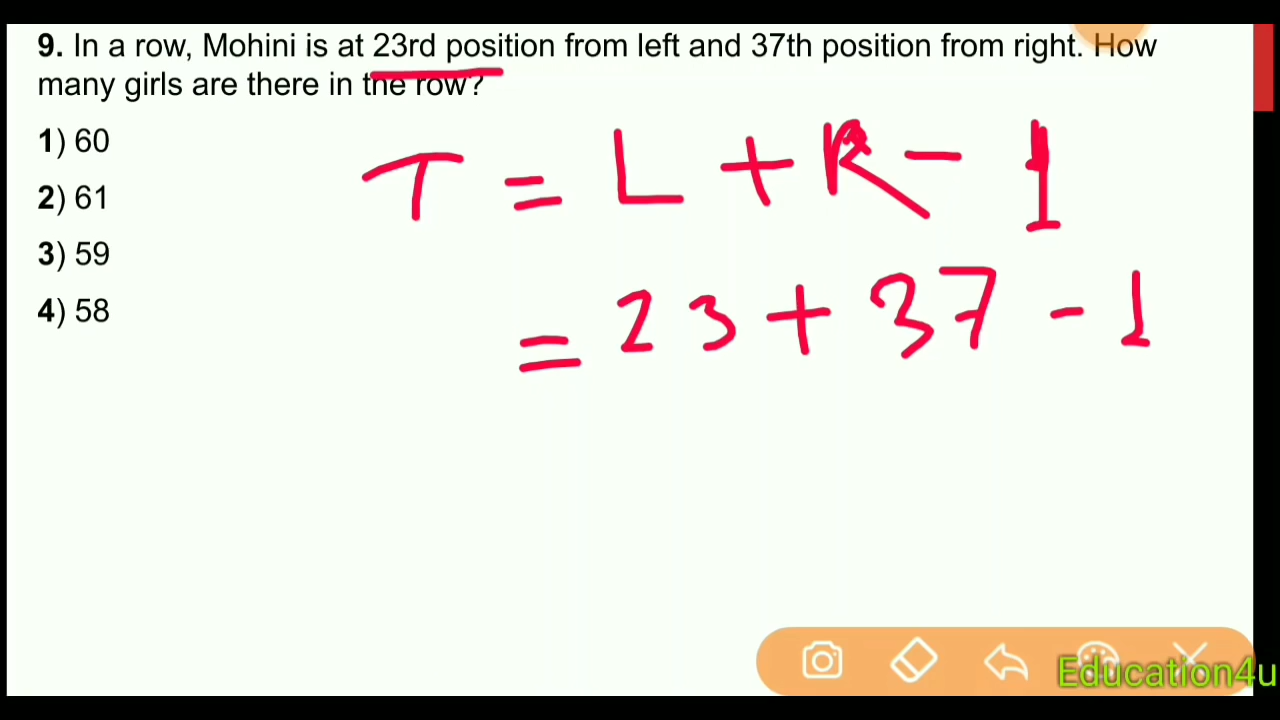 9. In a row, Mohini is at 23rd position from left and 37th position from right. How
many girls are there in the row?
1) 60
2) 61
3) 59
4) 58
T = L + R - 1
= 23 + 37 - 1
Education4u